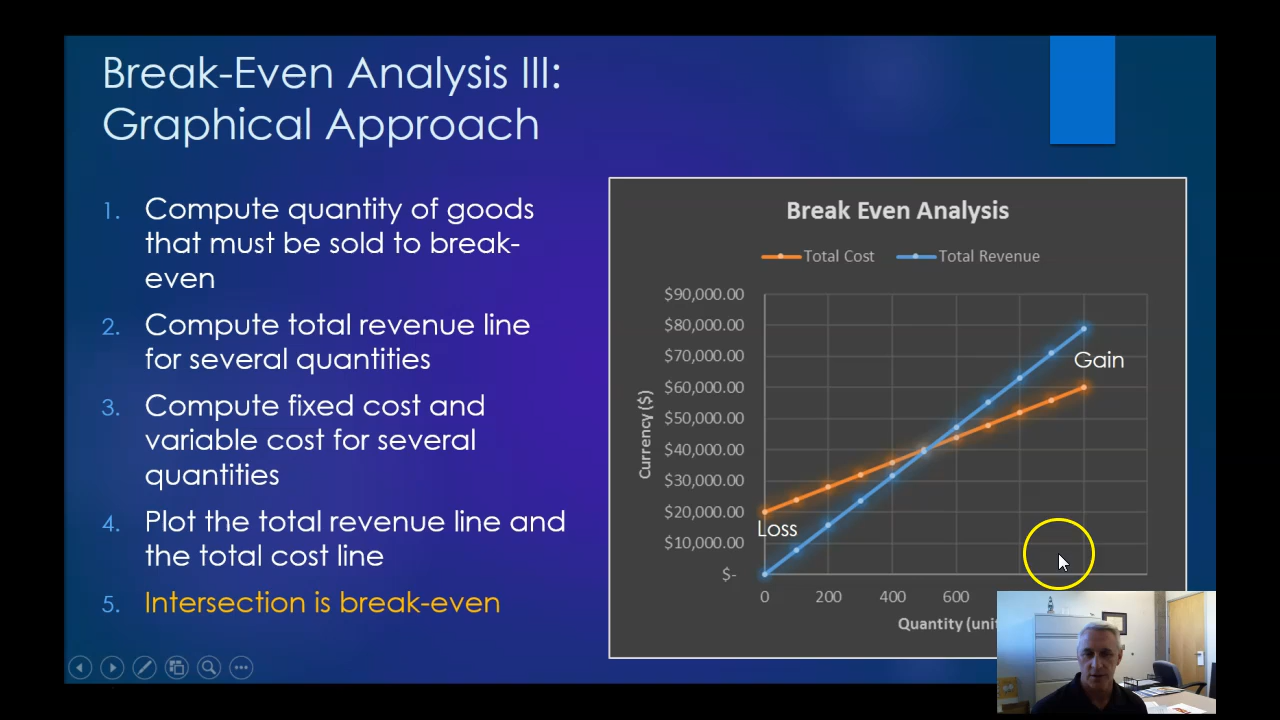 Break-Even Analysis III:
Graphical Approach
1. Compute quantity of goods
that must be sold to break-
even
2. Compute total revenue line
for several quantities
3. Compute fixed cost and
variable cost for several
quantities
4. Plot the total revenue line and
the total cost line
5. Intersection is break-even
Break Even Analysis
Total Cost Total Revenue
$90,000.00
$80,000.00
$70,000.00
Gain
$60,000.00
$50,000.00
$40,000.00
$30,000.00
$20,000.00
Loss
$10,000.00
$-
Currency ($)
0 200 400 600
Quantity (unit